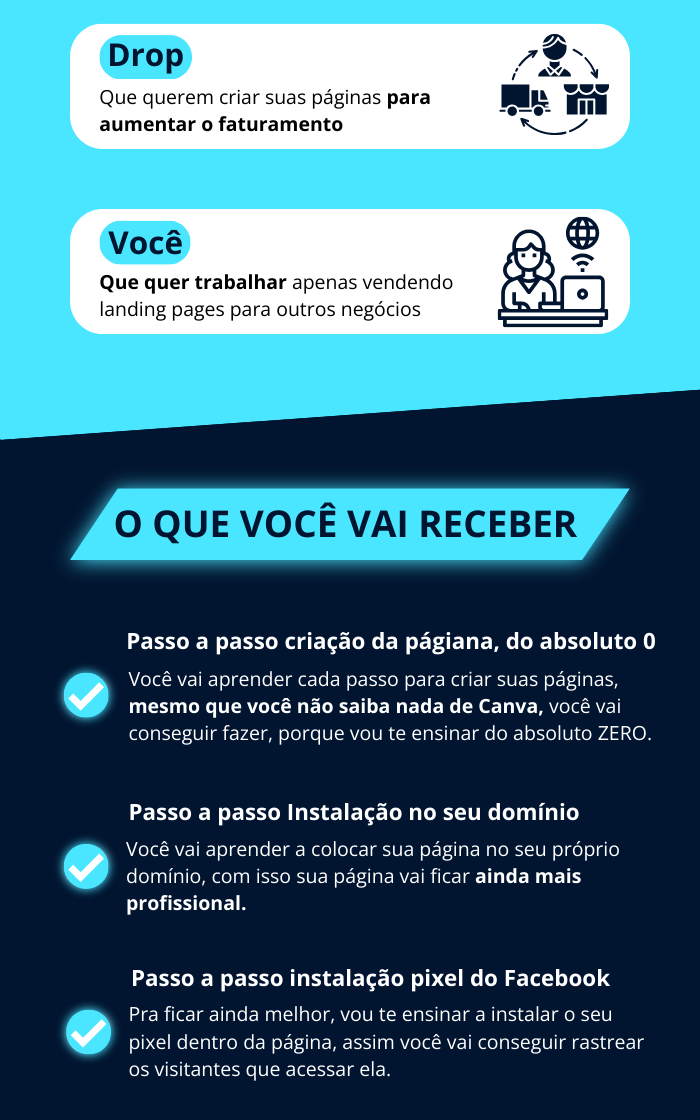 Drop
Que querem criar suas páginas para
aumentar o faturamento
Você
Que quer trabalhar apenas vendendo
landing pages para outros negócios
O QUE VOCÊ VAI RECEBER
Passo a passo criação da págiana, do absoluto 0
Você vai aprender cada passo para criar suas páginas,
mesmo que você não saiba nada de Canva, você vai
conseguir fazer, porque vou te ensinar do absoluto ZERO.
Passo a passo Instalação no seu domínio
Você vai aprender a colocar sua página no seu próprio
domínio, com isso sua página vai ficar ainda mais
profissional.
Passo a passo instalação pixel do Facebook
Pra ficar ainda melhor, vou te ensinar a instalar o seu
pixel dentro da página, assim você vai conseguir rastrear
os visitantes que acessar ela.